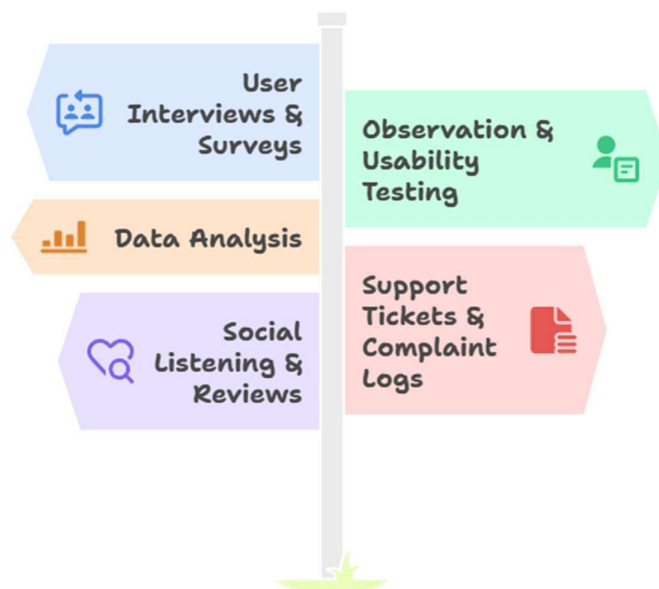 User
Interviews &
Surveys
Observation &
Usability
Testing
Data Analysis
Support
Tickets &
Complaint
Logs
Social
Listening &
Reviews